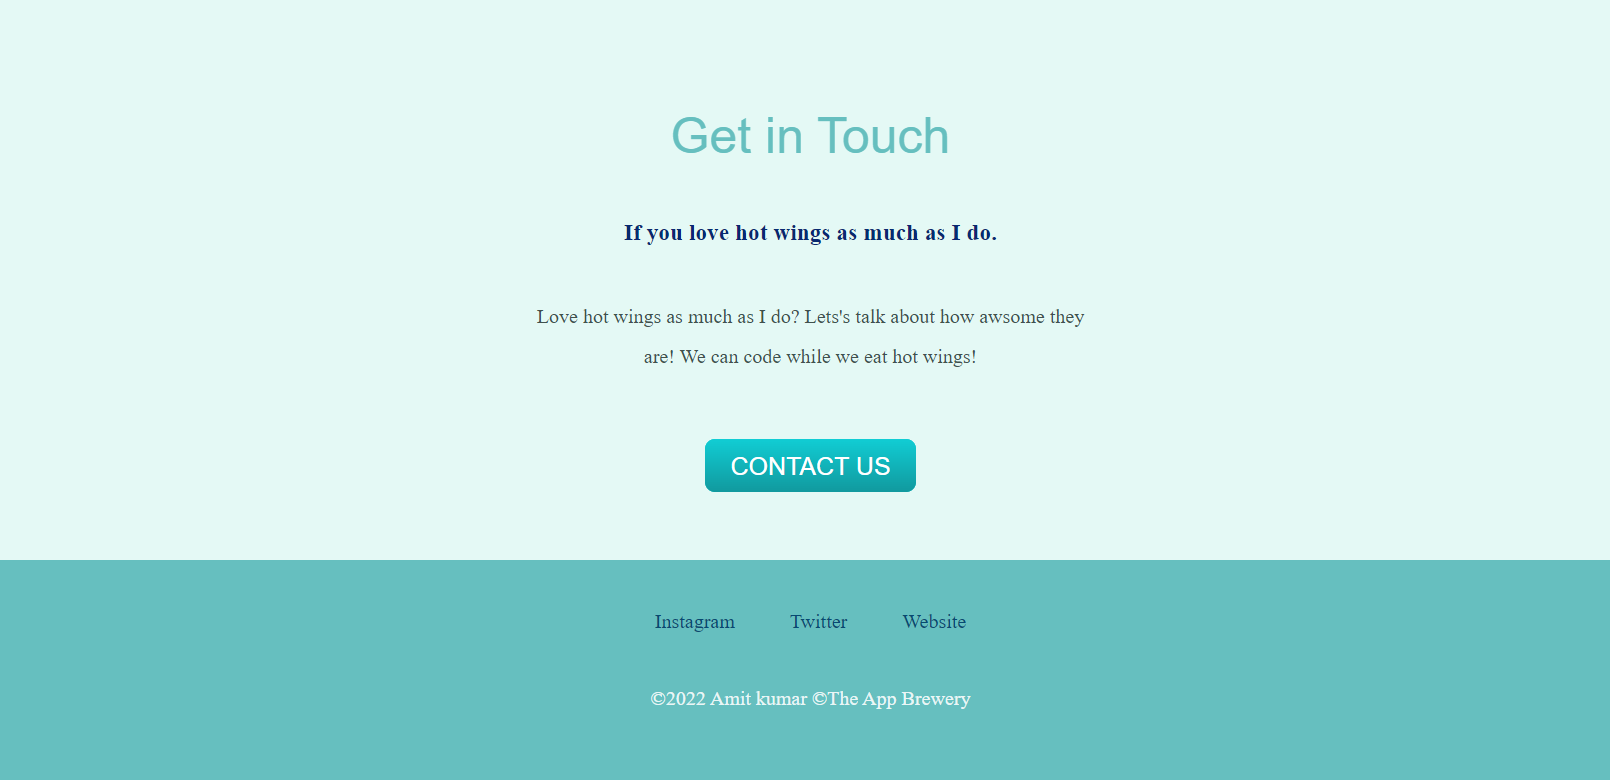 Get in Touch
If you love hot wings as much as I do.
Love hot wings as much as I do? Lets's talk about how awsome they
are! We can code while we eat hot wings!
CONTACT US
Instagram Twitter Website
©2022 Amit kumar ©The App Brewery